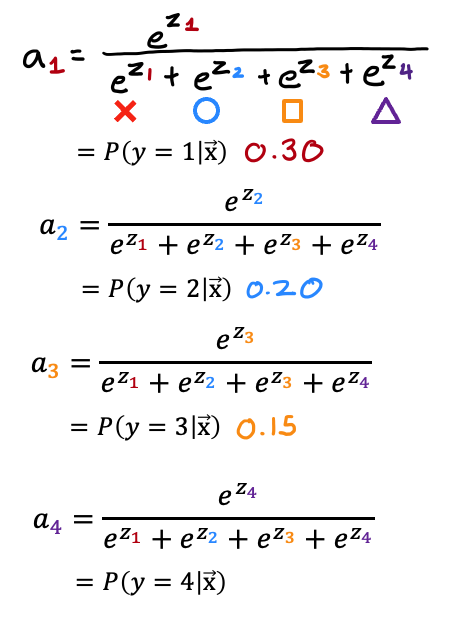 a₁ = e^{z₁} / (e^{z₁} + e^{z₂} + e^{z₃} + e^{z₄})
= P(y = 1|x⃗) 0.30
a₂ = e^{z₂} / (e^{z₁} + e^{z₂} + e^{z₃} + e^{z₄})
= P(y = 2|x⃗) 0.20
a₃ = e^{z₃} / (e^{z₁} + e^{z₂} + e^{z₃} + e^{z₄})
= P(y = 3|x⃗) 0.15
a₄ = e^{z₄} / (e^{z₁} + e^{z₂} + e^{z₃} + e^{z₄})
= P(y = 4|x⃗)